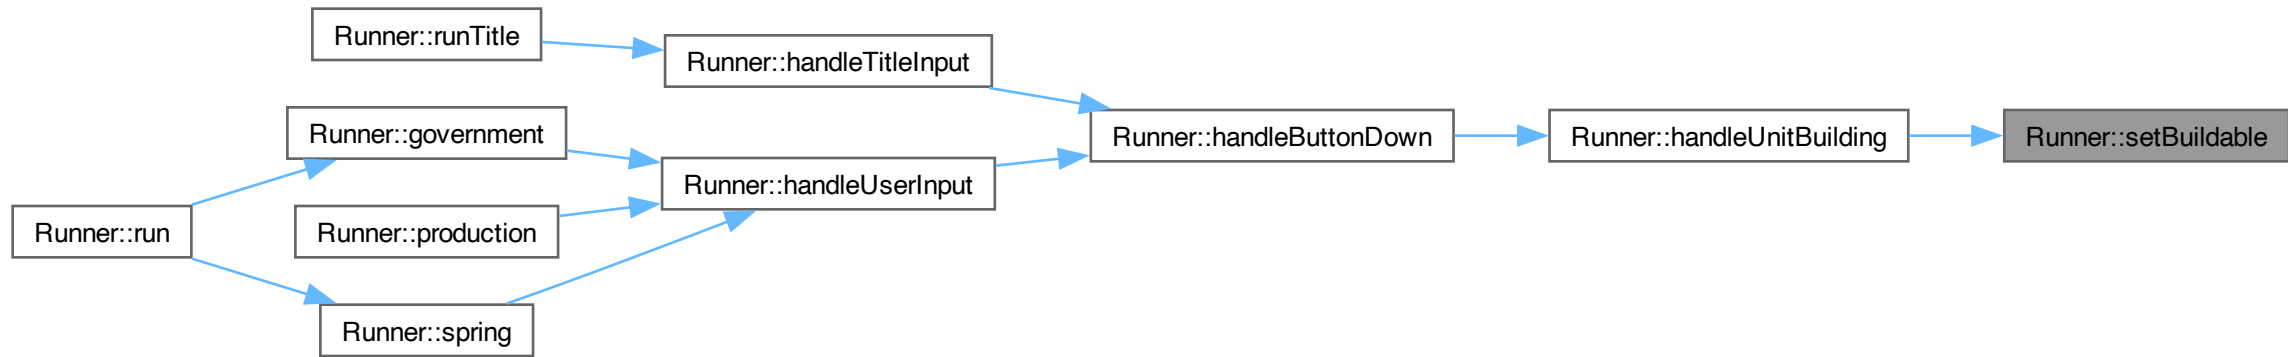 Runner::runTitle
Runner::handleTitleInput
Runner::government
Runner::handleButtonDown
Runner::handleUnitBuilding
Runner::setBuildable
Runner::handleUserInput
Runner::run
Runner::production
Runner::spring